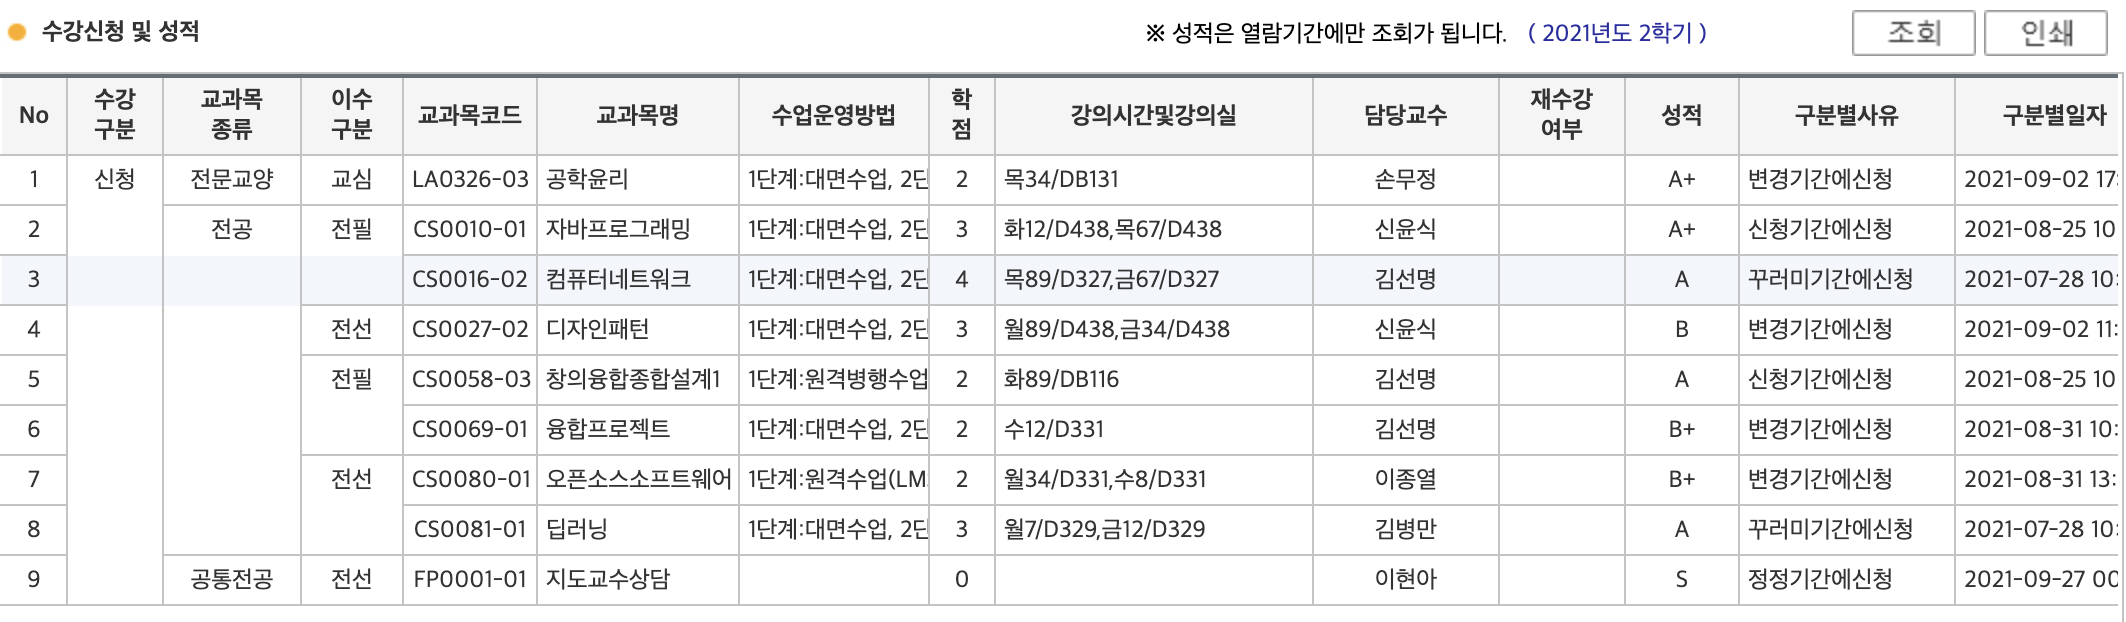 수강신청 및 성적
※ 성적은 열람기간에만 조회가 됩니다. ( 2021년도 2학기 ) 조회 인쇄
No 수강구분 교과목종류 이수구분 교과목코드 교과목명 수업운영방법 학점 강의시간및강의실 담당교수 재수강여부 성적 구분별사유 구분별일자
1 신청 전문교양 교심 LA0326-03 공학윤리 1단계:대면수업, 2단 2 목34/DB131 손무정 A+ 변경기간에신청 2021-09-02 17:
2 전공 전필 CS0010-01 자바프로그래밍 1단계:대면수업, 2단 3 화12/D438,목67/D438 신윤식 A+ 신청기간에신청 2021-08-25 10
3 CS0016-02 컴퓨터네트워크 1단계:대면수업, 2단 4 목89/D327,금67/D327 김선명 A 꾸러미기간에신청 2021-07-28 10:
4 전선 CS0027-02 디자인패턴 1단계:대면수업, 2단 3 월89/D438,금34/D438 신윤식 B 변경기간에신청 2021-09-02 11:
5 전필 CS0058-03 창의융합종합설계1 1단계:원격병행수업 2 화89/DB116 김선명 A 신청기간에신청 2021-08-25 10
6 CS0069-01 융합프로젝트 1단계:대면수업, 2단 2 수12/D331 김선명 B+ 변경기간에신청 2021-08-31 10:
7 전선 CS0080-01 오픈소스소프트웨어 1단계:원격수업(LM 2 월34/D331,수8/D331 이종열 B+ 변경기간에신청 2021-08-31 13:
8 CS0081-01 딥러닝 1단계:대면수업, 2단 3 월7/D329,금12/D329 김병만 A 꾸러미기간에신청 2021-07-28 10:
9 공통전공 전선 FP0001-01 지도교수상담 0 이현아 S 정정기간에신청 2021-09-27 00